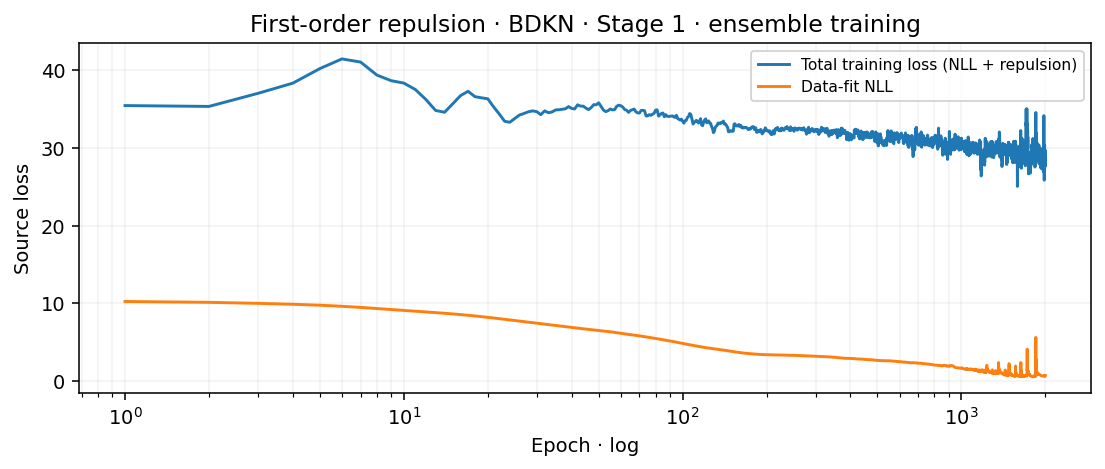 First-order repulsion · BDKN · Stage 1 · ensemble training
Total training loss (NLL + repulsion)
Data-fit NLL
Source loss
40
30
20
10
0
10⁰
10¹
10²
10³
Epoch · log